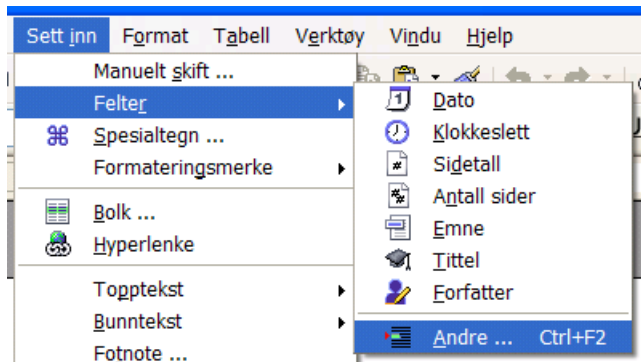 Sett inn Format Tabell Verktøy Vindu Hjelp
Manuelt skift ...
Felter
Spesialtegn ...
Formateringsmerke
Bolk ...
Hyperlenke
Topptekst
Bunntekst
Fotnote ...
Dato
Klokkeslett
Sidetall
Antall sider
Emne
Tittel
Forfatter
Andre ... Ctrl+F2